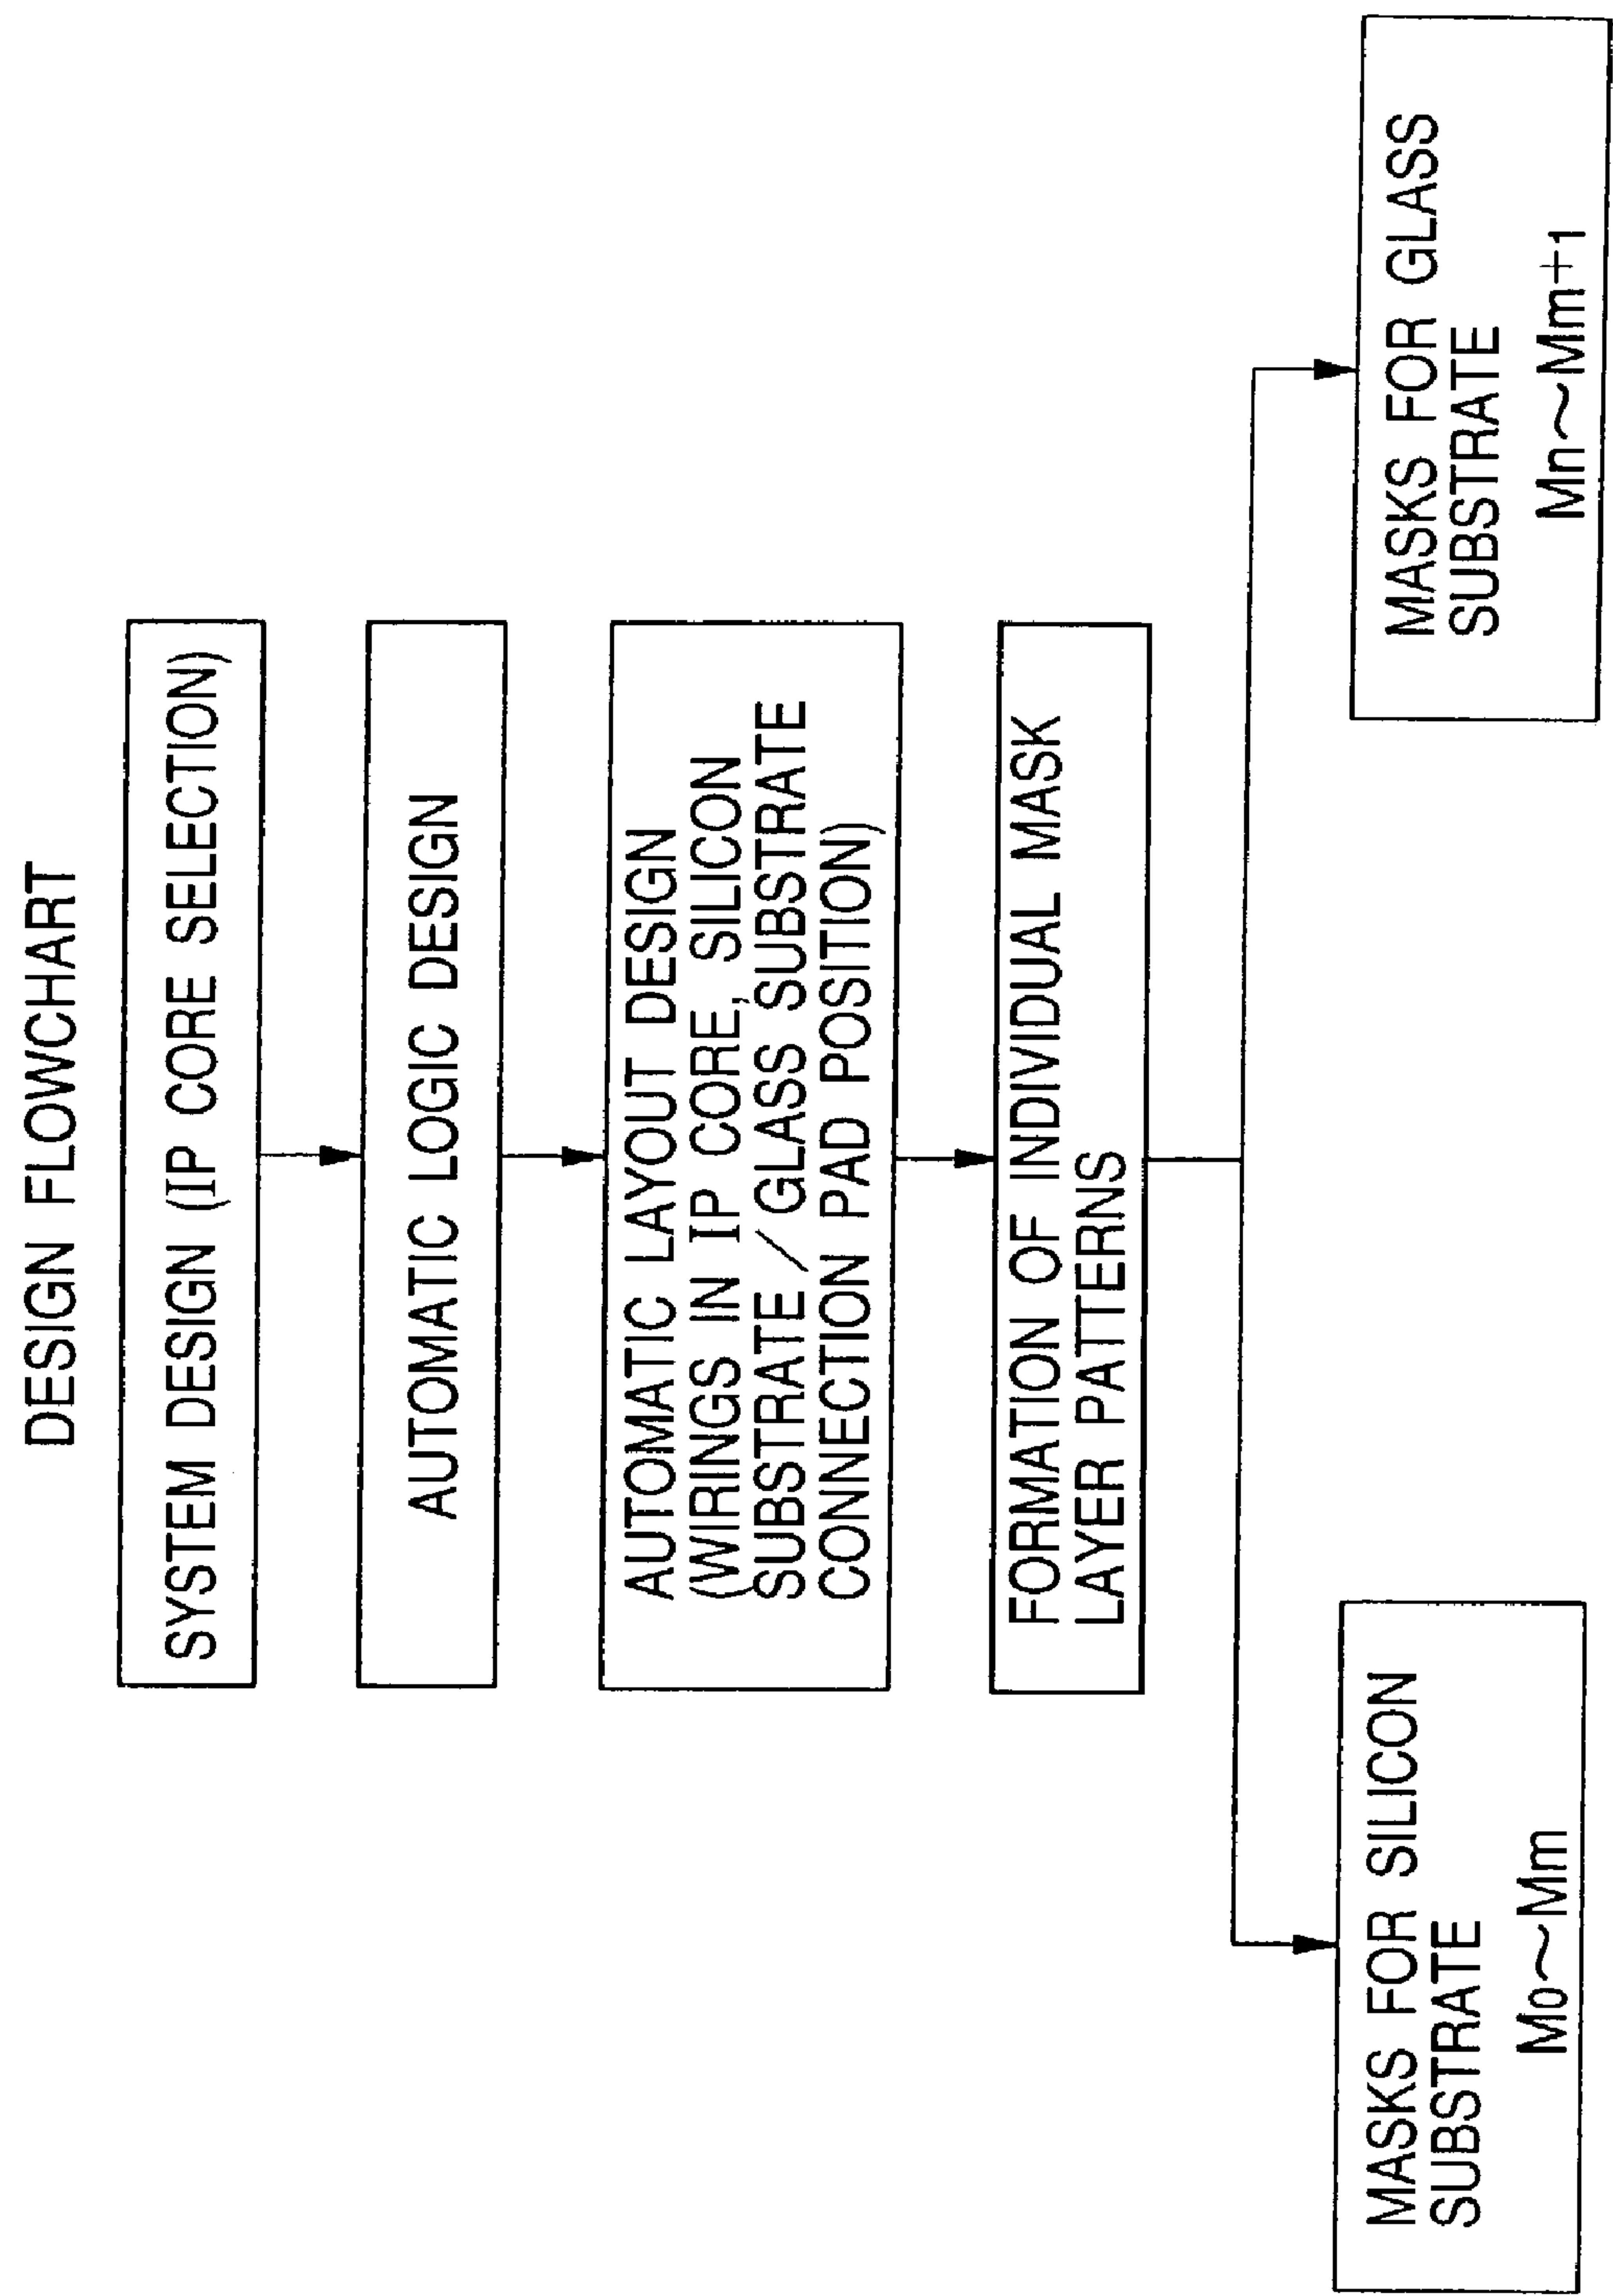 DESIGN FLOWCHART
SYSTEM DESIGN (IP CORE SELECTION)
AUTOMATIC LOGIC DESIGN
AUTOMATIC LAYOUT DESIGN
(WIRINGS IN IP CORE, SILICON
SUBSTRATE / GLASS SUBSTRATE
CONNECTION PAD POSITION)
FORMATION OF INDIVIDUAL MASK
LAYER PATTERNS
MASKS FOR SILICON
SUBSTRATE
M0~Mm
MASKS FOR GLASS
SUBSTRATE
Mn~Mm+1